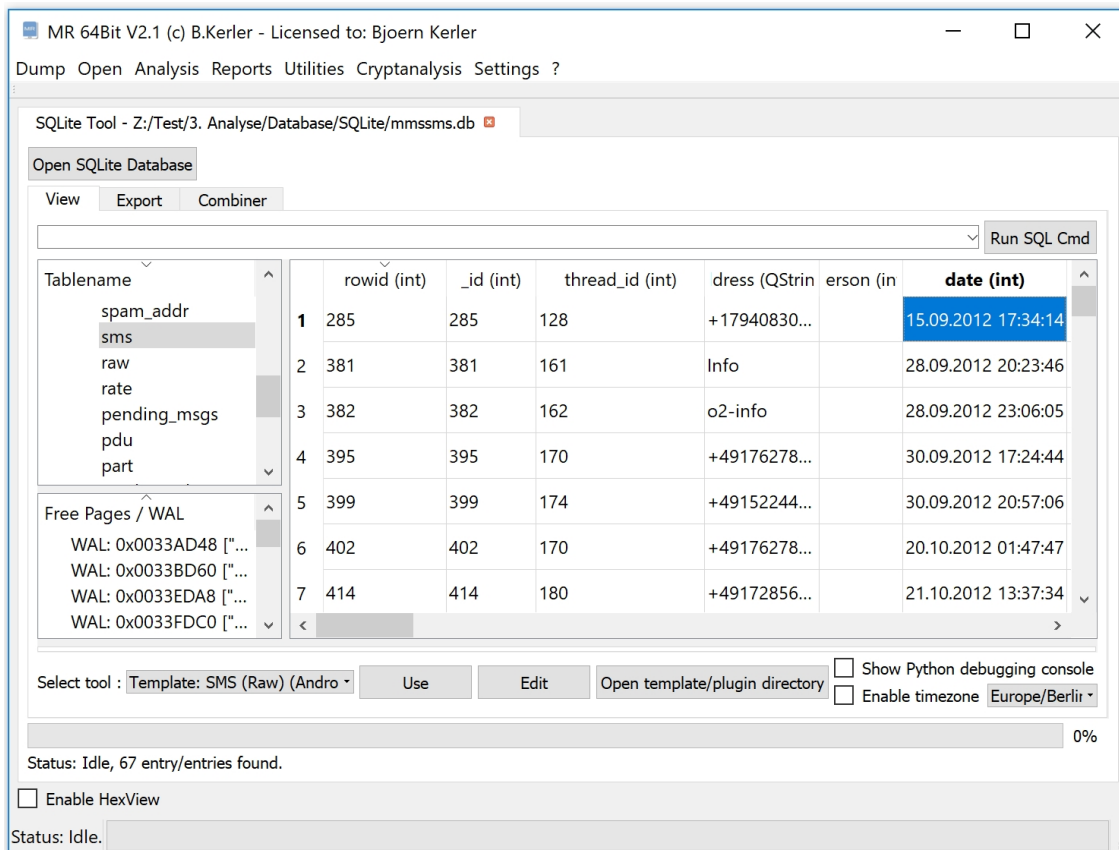 MR 64Bit V2.1 (c) B.Kerler - Licensed to: Bjoern Kerler
Dump Open Analysis Reports Utilities Cryptanalysis Settings ?
SQLite Tool - Z:/Test/3. Analyse/Database/SQLite/mmssms.db
Open SQLite Database
View Export Combiner
Run SQL Cmd
Tablename
spam_addr
sms
raw
rate
pending_msgs
pdu
part
Free Pages / WAL
WAL: 0x0033AD48 ["...
WAL: 0x0033BD60 ["...
WAL: 0x0033EDA8 ["...
WAL: 0x0033FDC0 ["...
rowid (int) _id (int) thread_id (int) dress (QStrin erson (in date (int)
1 285 285 128 +17940830... 15.09.2012 17:34:14
2 381 381 161 Info 28.09.2012 20:23:46
3 382 382 162 o2-info 28.09.2012 23:06:05
4 395 395 170 +49176278... 30.09.2012 17:24:44
5 399 399 174 +49152244... 30.09.2012 20:57:06
6 402 402 170 +49176278... 20.10.2012 01:47:47
7 414 414 180 +49172856... 21.10.2012 13:37:34
Select tool : Template: SMS (Raw) (Andro Use Edit Open template/plugin directory
Show Python debugging console
Enable timezone Europe/Berlir
0%
Status: Idle, 67 entry/entries found.
Enable HexView
Status: Idle.